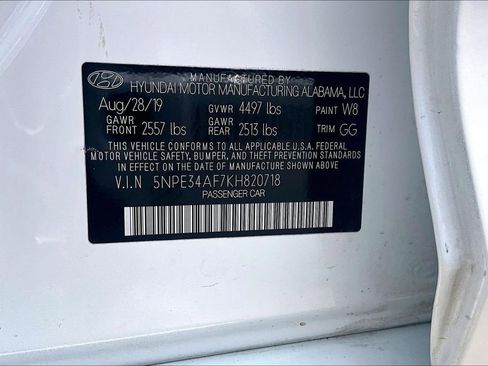 MANUFACTURED BY
HYUNDAI MOTOR MANUFACTURING ALABAMA, LLC
Aug/28/19 GVWR 4497 lbs PAINT W8
GAWR FRONT 2557 lbs GAWR REAR 2513 lbs TRIM GG
THIS VEHICLE CONFORMS TO ALL APPLICABLE U.S. FEDERAL
MOTOR VEHICLE SAFETY, BUMPER, AND THEFT PREVENTION
STANDARDS IN EFFECT ON THE DATE OF MANUFACTURE SHOWN ABOVE.
V.I.N 5NPE34AF7KH820718
PASSENGER CAR